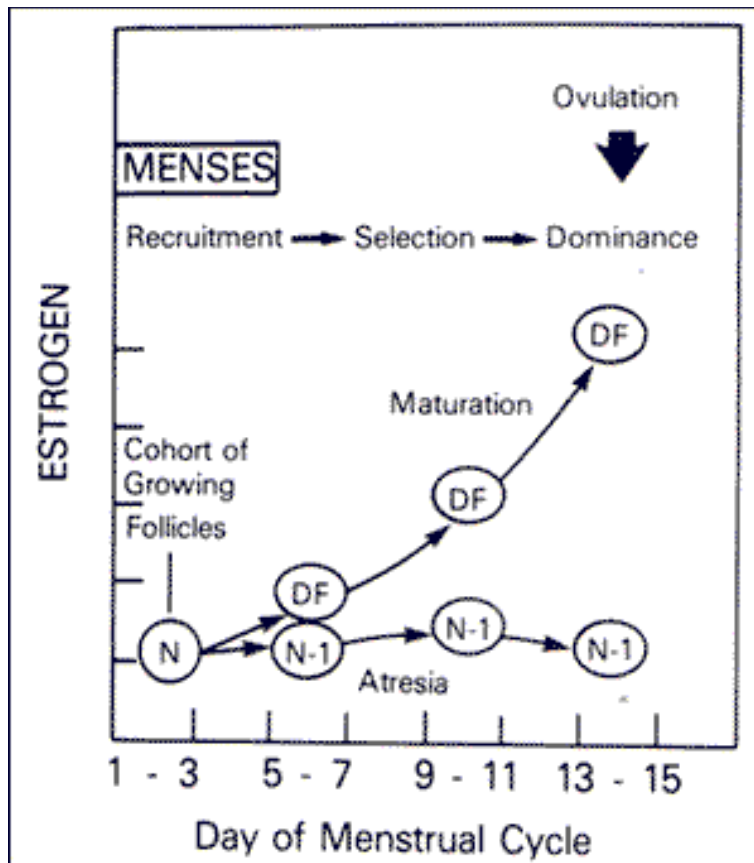 Ovulation
MENSES
Recruitment Selection Dominance
DF
Maturation
Cohort of
Growing
Follicles
DF
DF
N
N-1
N-1
N-1
Atresia
ESTROGEN
1 - 3 5 - 7 9 - 11 13 - 15
Day of Menstrual Cycle